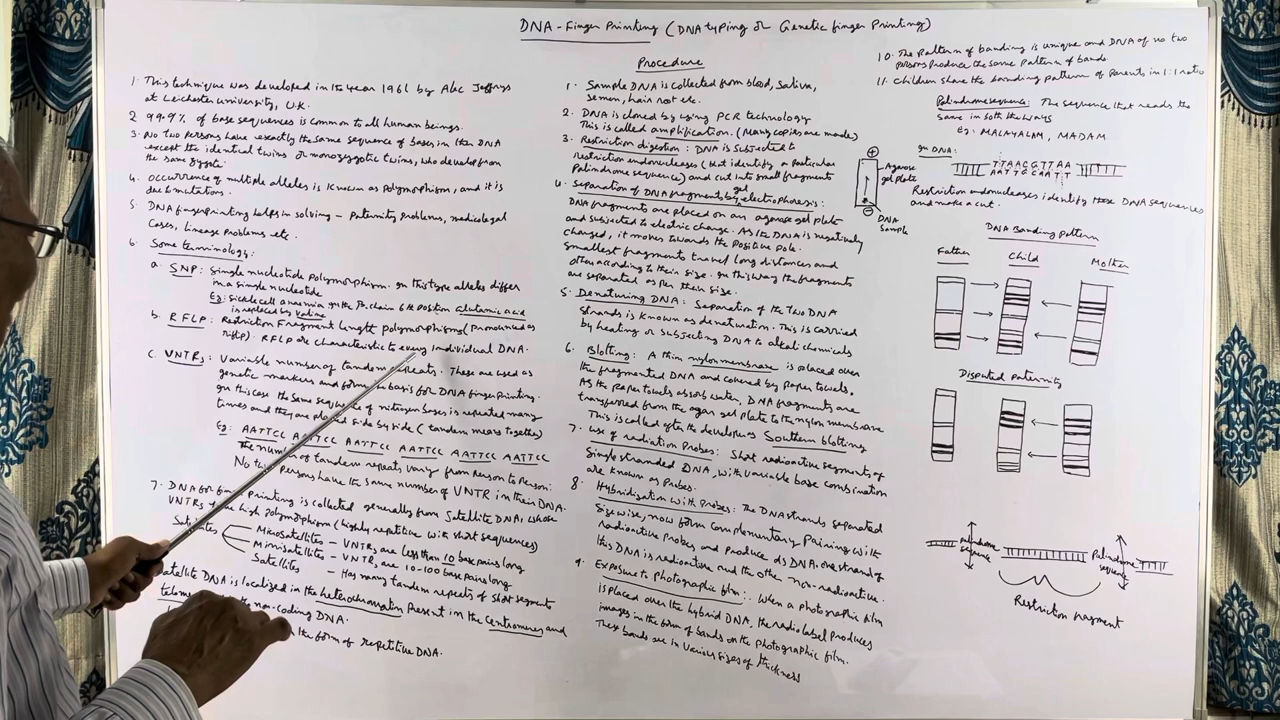 DNA-Finger Printing (DNA typing or Genetic finger Printing)
1. This technique was developed in the year 1961 by Alec Jeffrys
at Leichester university, U.K.
2 99.9% of base sequences is common to all human beings.
3. No two persons have exactly the same sequence of bases in their DNA
except the identical twins or monozygotic twins, who develop from
the same zygote.
4. Occurrence of multiple alleles is known as Polymorphism, and it is
due to mutations.
5. DNA fingerprinting helps in solving - Paternity Problems, medicolegal
Cases, Lineage Problems etc.
6. Some terminology:
a. SNP: Single nucleotide Polymorphism. In this type alleles differ
in a single nucleotide
Eg: Sickle cell anaemia In the β-chain 6th Position glutamic acid
is replaced by valine
b. RFLP: Restriction Fragment Length Polymorphisms (Pronounced as
riflp). RFLP are characteristic to every individual DNA.
c. VNTRs: Variable number of tandem repeats. These are used as
genetic markers and form basis for DNA finger printing.
In this case the same sequence of nitrogen bases is repeated many
times and they are placed side by side (tandem means together)
Eg: AATTCC AATTCC AATTCC AATTCC AATTCC AATTCC
The number of tandem repeats vary from Person to Person.
No two Persons have the same number of VNTR in their DNA.
7. DNA for finger Printing is collected generally from Satellite DNA, whose
VNTRs have high Polymorphism (highly repetitive with short sequences)
Satellites
Microsatellites - VNTRs are less than 10 base pairs long
Minisatellites - VNTRs are 10-100 base pairs long
Satellites - Has many tandem repeats of short segments
Satellite DNA is localized in the heterochromatin Present in the Centromeres and
the non-coding DNA.
the form of repetitive DNA.
Procedure
1. Sample DNA is collected from blood, Saliva,
Semen, hair root etc.
2. DNA is cloned by using PCR technology
This is called amplification. (Many copies are made)
3. Restriction digestion: DNA is Subjected to
restriction endonucleases (that identify a Particular
Palindrome sequence) and cut into small fragments
4. Separation of DNA fragments by gel electrophoresis:
DNA fragments are placed on an agarose gel plate
and subjected to electric change. As the DNA is negatively
changed, it moves towards the Positive Pole.
Smallest fragments travel long distances and
other according to their size. In this way the fragments
are separated as per their size.
5. Denaturing DNA: Separation of the two DNA
strands is known as denaturation. This is carried
by heating or subjecting DNA to alkali chemicals
6. Blotting: A thin nylon membrane is placed over
the fragmented DNA and covered by Paper towels.
As the paper towels absorb water, DNA fragments are
transferred from the agar gel plate to the nylon membrane
This is called after the developers Southern blotting
7. Use of radiation Probes: Short radioactive segments of
Single stranded DNA, with variable base combination
are known as Probes.
8 Hybridization with Probes: The DNA strands separated
Sizewise, now form complementary Pairing with
radioactive Probes and Produce ds DNA. one strand of
this DNA is radioactive and the other non-radioactive.
9. Exposure to Photographic film: When a photographic film
is placed over the hybrid DNA, the radiolabel produces
images in the form of bands on the photographic film.
These bands are in various sizes of thickness
+
Agarose
gel plate
−
DNA
Sample
10. The Pattern of banding is unique and DNA of no two
persons Produce the same Pattern of bands
11. Children share the banding pattern of Parents in 1:1 ratio
Palindrome sequence: The sequence that reads the
same in both the ways
Eg: MALAYALAM, MADAM
In DNA:
TTAAGGTTAA
AATTGCAATT
Restriction endonucleases identify these DNA sequences
and make a cut.
DNA Banding Pattern
Father Child Mother
Disputed Paternity
Palindrome
sequence
Palindrome
sequence
Restriction fragment